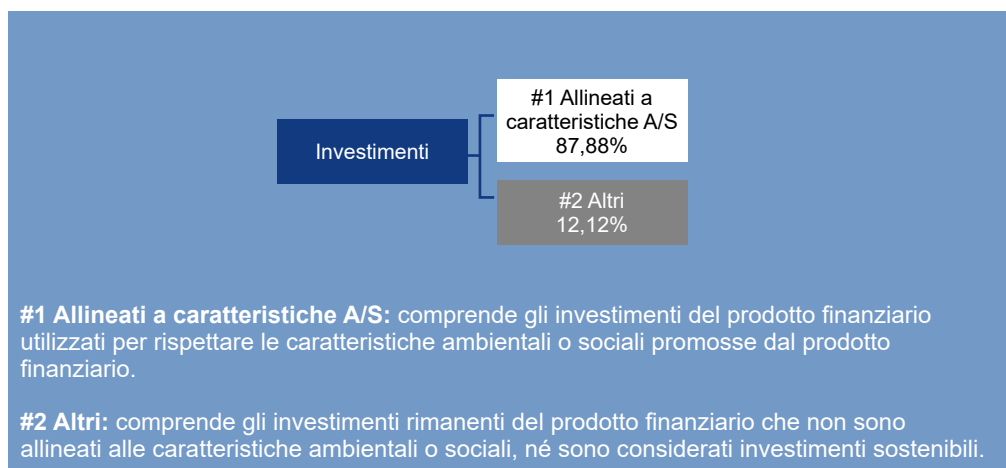 #1 Allineati a
caratteristiche A/S
87,88%
Investimenti
#2 Altri
12,12%
#1 Allineati a caratteristiche A/S: comprende gli investimenti del prodotto finanziario
utilizzati per rispettare le caratteristiche ambientali o sociali promosse dal prodotto
finanziario.
#2 Altri: comprende gli investimenti rimanenti del prodotto finanziario che non sono
allineati alle caratteristiche ambientali o sociali, né sono considerati investimenti sostenibili.